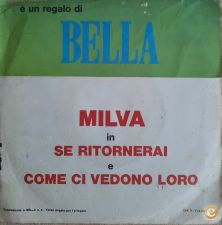 è un regalo di
BELLA
MILVA
in
SE RITORNERAI
e
COME CI VEDONO LORO